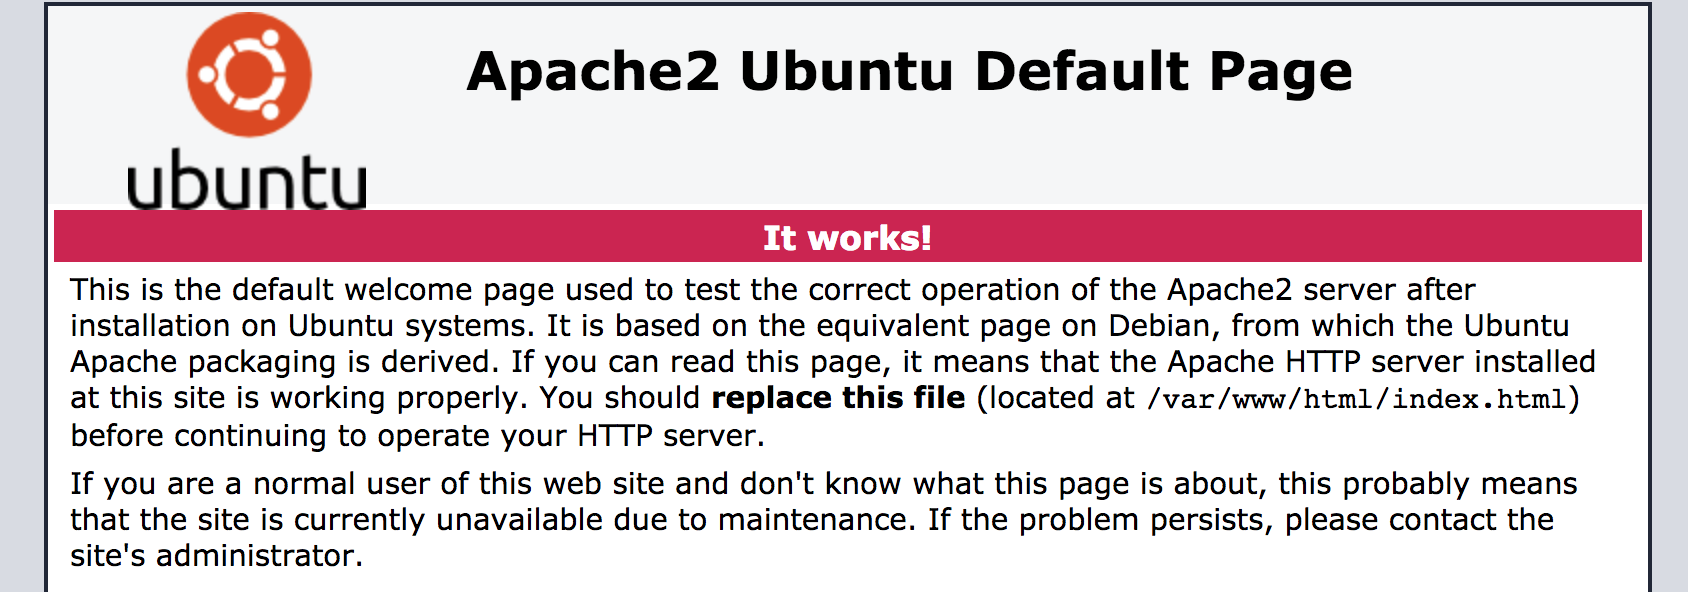 ubuntu
Apache2 Ubuntu Default Page
It works!
This is the default welcome page used to test the correct operation of the Apache2 server after
installation on Ubuntu systems. It is based on the equivalent page on Debian, from which the Ubuntu
Apache packaging is derived. If you can read this page, it means that the Apache HTTP server installed
at this site is working properly. You should replace this file (located at /var/www/html/index.html)
before continuing to operate your HTTP server.
If you are a normal user of this web site and don't know what this page is about, this probably means
that the site is currently unavailable due to maintenance. If the problem persists, please contact the
site's administrator.